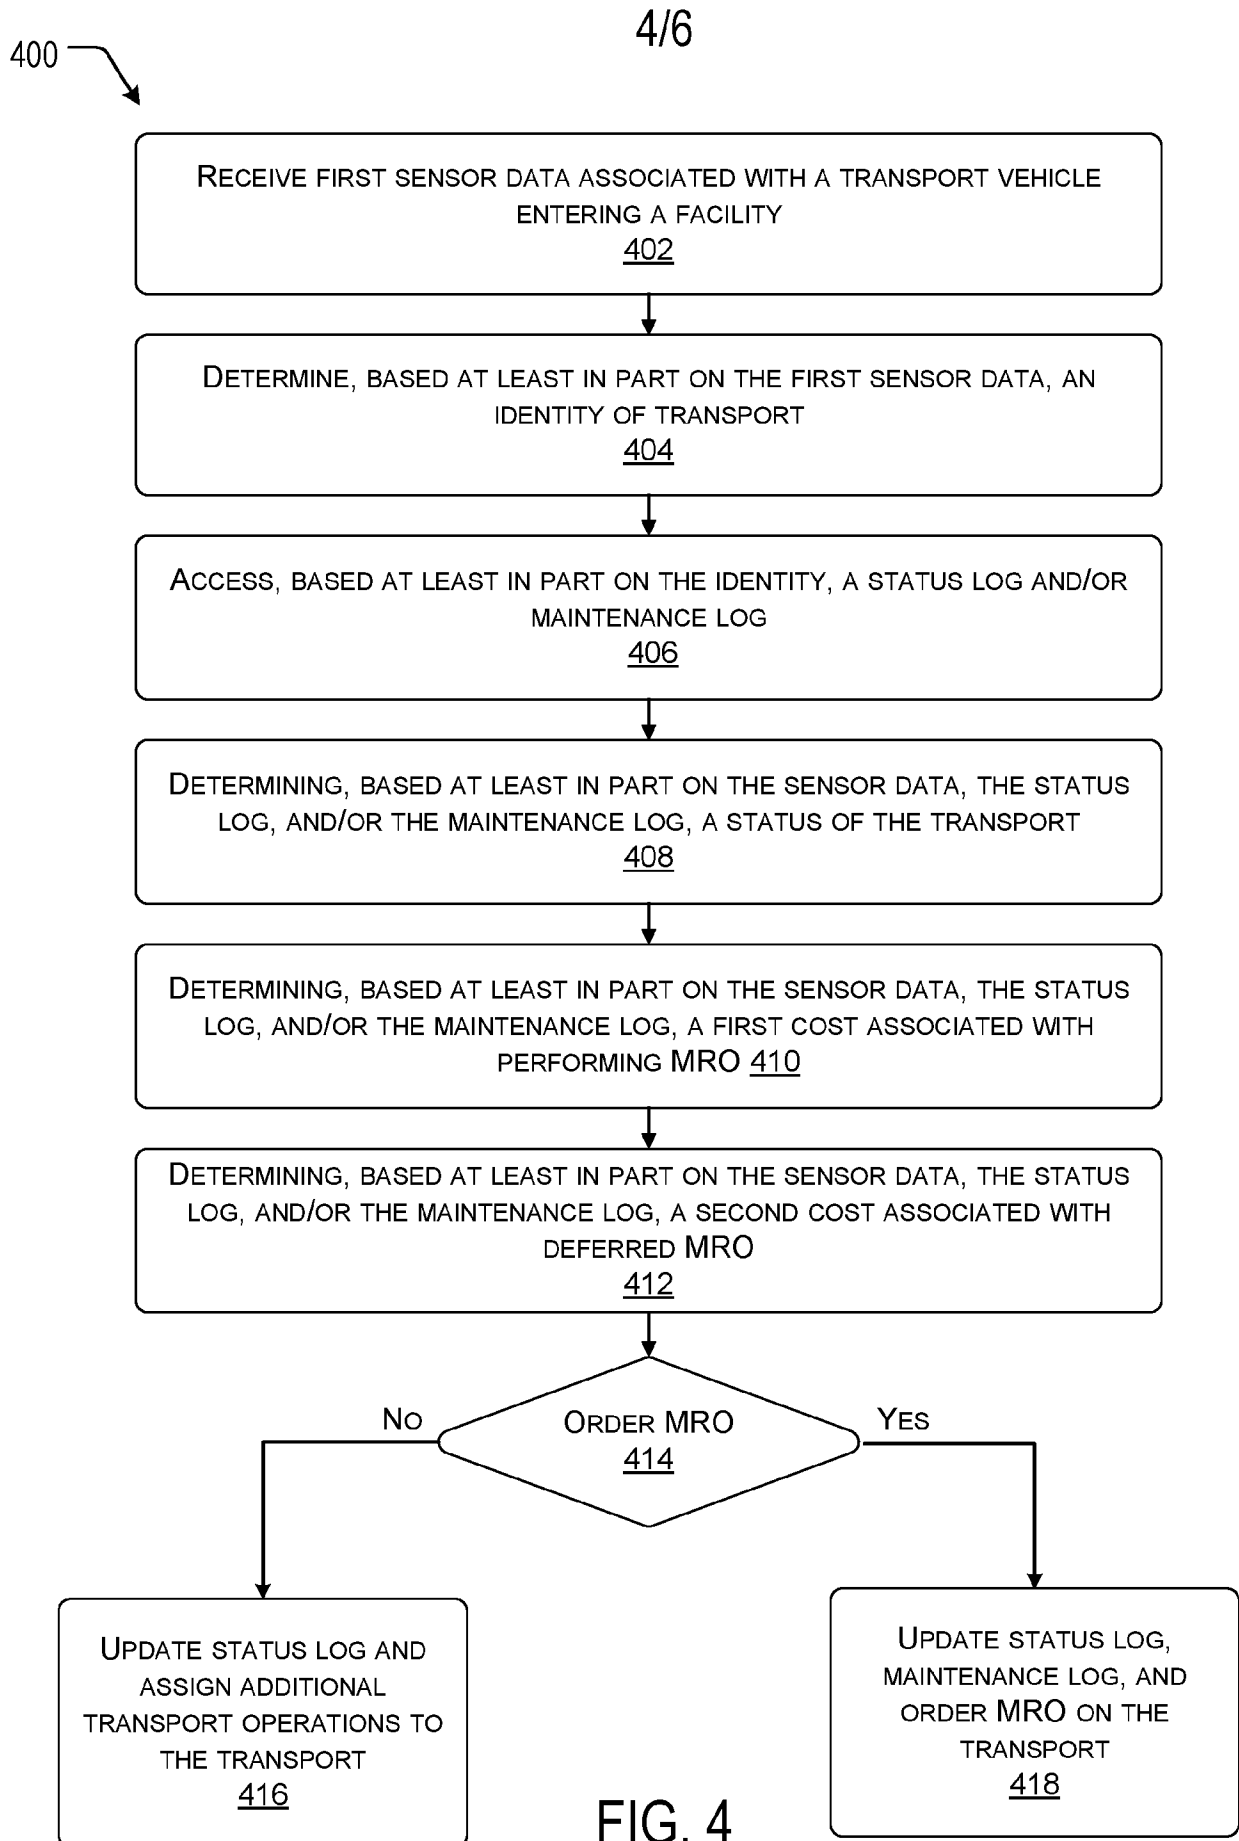 4/6
400
RECEIVE FIRST SENSOR DATA ASSOCIATED WITH A TRANSPORT VEHICLE
ENTERING A FACILITY
402
DETERMINE, BASED AT LEAST IN PART ON THE FIRST SENSOR DATA, AN
IDENTITY OF TRANSPORT
404
ACCESS, BASED AT LEAST IN PART ON THE IDENTITY, A STATUS LOG AND/OR
MAINTENANCE LOG
406
DETERMINING, BASED AT LEAST IN PART ON THE SENSOR DATA, THE STATUS
LOG, AND/OR THE MAINTENANCE LOG, A STATUS OF THE TRANSPORT
408
DETERMINING, BASED AT LEAST IN PART ON THE SENSOR DATA, THE STATUS
LOG, AND/OR THE MAINTENANCE LOG, A FIRST COST ASSOCIATED WITH
PERFORMING MRO 410
DETERMINING, BASED AT LEAST IN PART ON THE SENSOR DATA, THE STATUS
LOG, AND/OR THE MAINTENANCE LOG, A SECOND COST ASSOCIATED WITH
DEFERRED MRO
412
NO
ORDER MRO
414
YES
UPDATE STATUS LOG AND
ASSIGN ADDITIONAL
TRANSPORT OPERATIONS TO
THE TRANSPORT
416
UPDATE STATUS LOG,
MAINTENANCE LOG, AND
ORDER MRO ON THE
TRANSPORT
418
FIG. 4